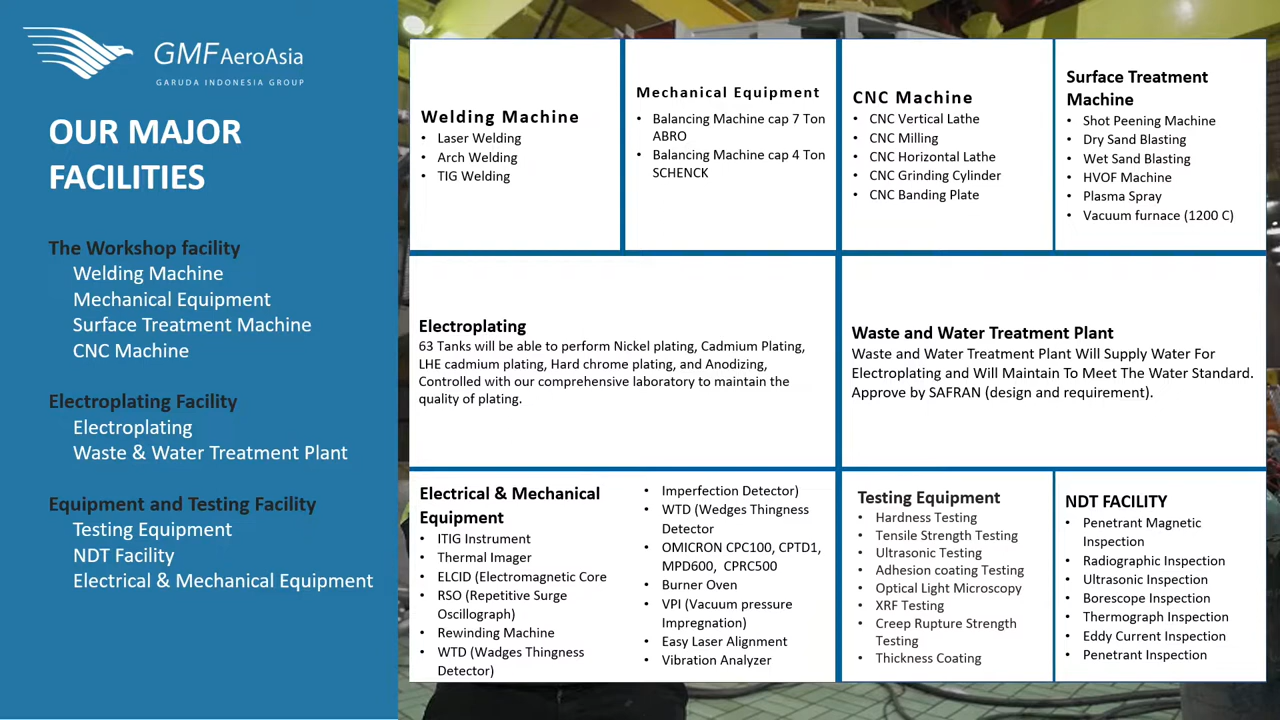 GMF AeroAsia
GARUDA INDONESIA GROUP
OUR MAJOR
FACILITIES
The Workshop facility
Welding Machine
Mechanical Equipment
Surface Treatment Machine
CNC Machine
Electroplating Facility
Electroplating
Waste & Water Treatment Plant
Equipment and Testing Facility
Testing Equipment
NDT Facility
Electrical & Mechanical Equipment
Welding Machine
• Laser Welding
• Arch Welding
• TIG Welding
Mechanical Equipment
• Balancing Machine cap 7 Ton
ABRO
• Balancing Machine cap 4 Ton
SCHENCK
CNC Machine
• CNC Vertical Lathe
• CNC Milling
• CNC Horizontal Lathe
• CNC Grinding Cylinder
• CNC Banding Plate
Surface Treatment
Machine
• Shot Peening Machine
• Dry Sand Blasting
• Wet Sand Blasting
• HVOF Machine
• Plasma Spray
• Vacuum furnace (1200 C)
Electroplating
63 Tanks will be able to perform Nickel plating, Cadmium Plating,
LHE cadmium plating, Hard chrome plating, and Anodizing,
Controlled with our comprehensive laboratory to maintain the
quality of plating.
Waste and Water Treatment Plant
Waste and Water Treatment Plant Will Supply Water For
Electroplating and Will Maintain To Meet The Water Standard.
Approve by SAFRAN (design and requirement).
Electrical & Mechanical
Equipment
• ITIG Instrument
• Thermal Imager
• ELCID (Electromagnetic Core
• RSO (Repetitive Surge
Oscillograph)
• Rewinding Machine
• WTD (Wadges Thingness
Detector)
• Imperfection Detector)
• WTD (Wedges Thingness
Detector
• OMICRON CPC100, CPTD1,
MPD600, CPRC500
• Burner Oven
• VPI (Vacuum pressure
Impregnation)
• Easy Laser Alignment
• Vibration Analyzer
Testing Equipment
• Hardness Testing
• Tensile Strength Testing
• Ultrasonic Testing
• Adhesion coating Testing
• Optical Light Microscopy
• XRF Testing
• Creep Rupture Strength
Testing
• Thickness Coating
NDT FACILITY
• Penetrant Magnetic
Inspection
• Radiographic Inspection
• Ultrasonic Inspection
• Borescope Inspection
• Thermograph Inspection
• Eddy Current Inspection
• Penetrant Inspection